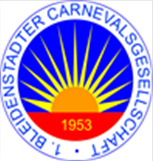 1. BLEIDENSTADTER CARNEVALSGESELLSCHAFT •
1953